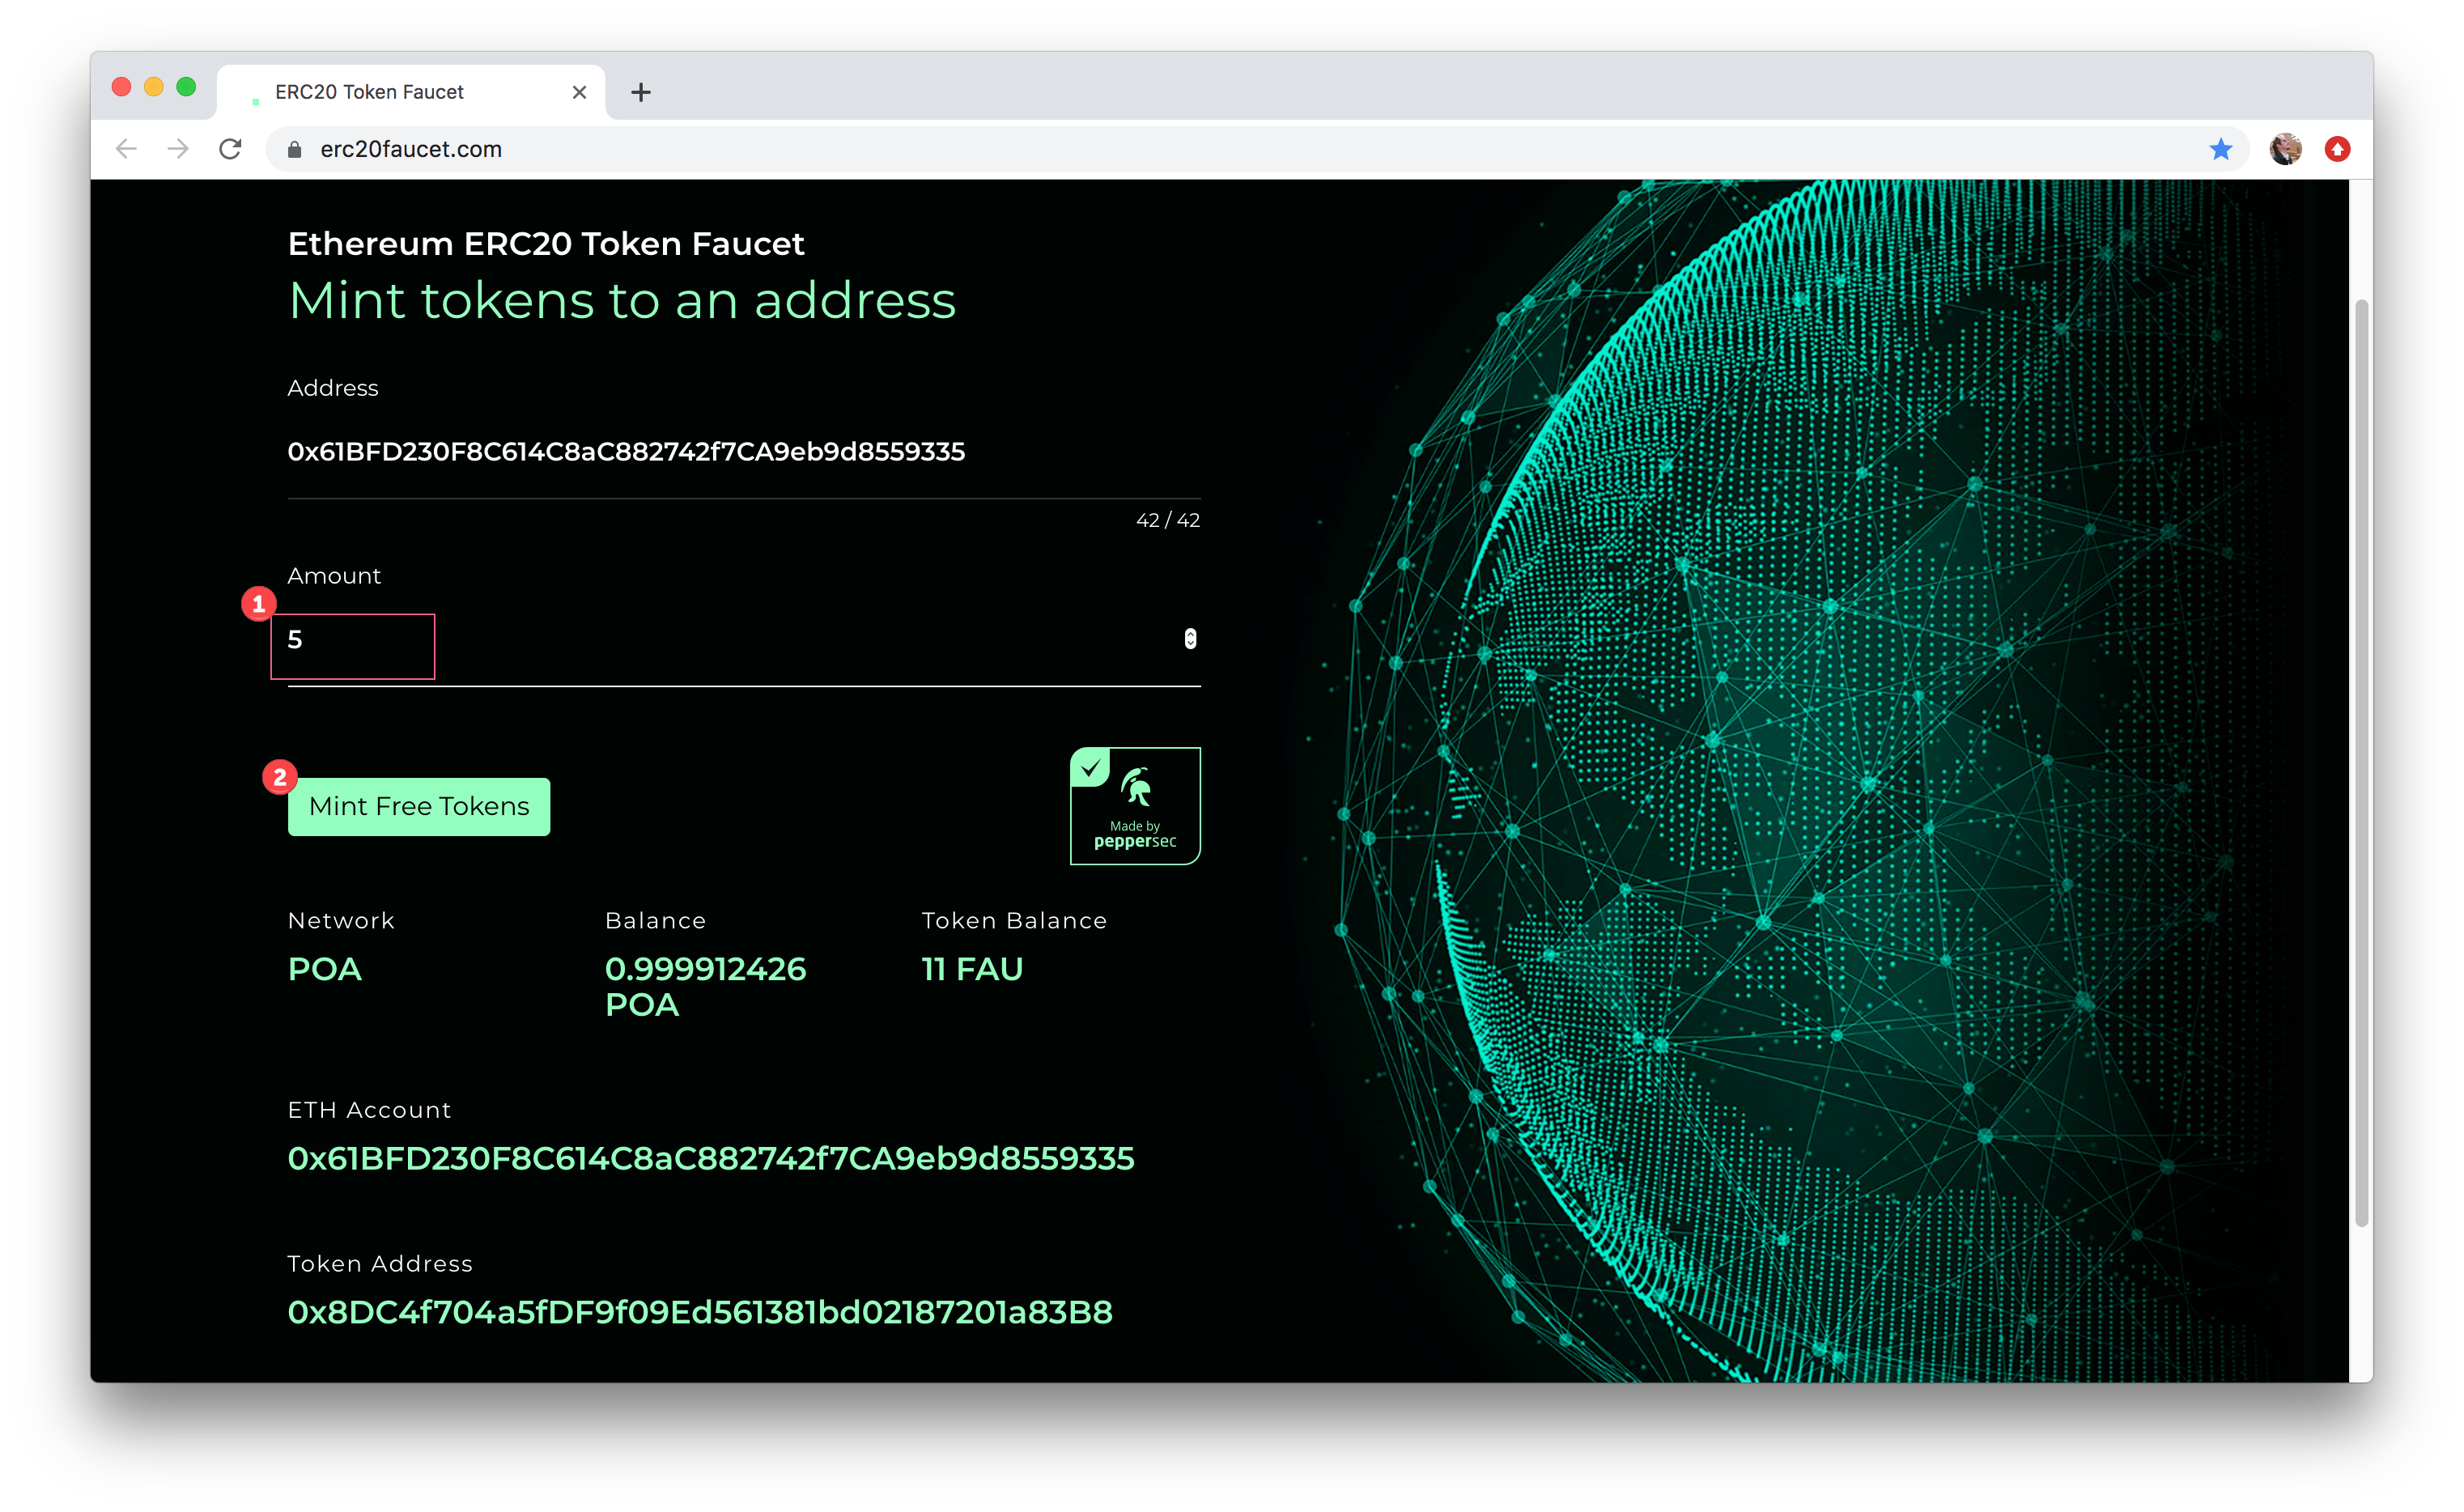 ERC20 Token Faucet
erc20faucet.com
Ethereum ERC20 Token Faucet
Mint tokens to an address
Address
0x61BFD230F8C614C8aC882742f7CA9eb9d8559335
42 / 42
Amount
1
5
2
Mint Free Tokens
Made by
peppersec
Network
Balance
Token Balance
POA
0.999912426
POA
11 FAU
ETH Account
0x61BFD230F8C614C8aC882742f7CA9eb9d8559335
Token Address
0x8DC4f704a5fDF9f09Ed561381bd02187201a83B8